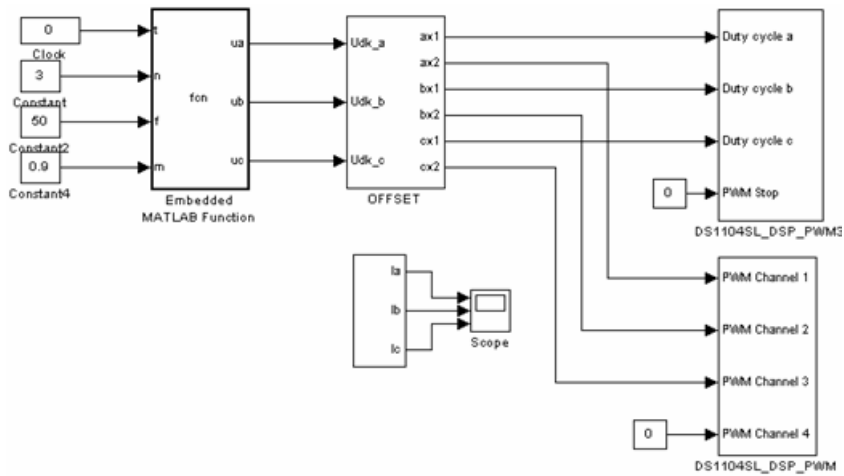 0
Clock
3
Constant
50
Constant2
0.9
Constant4
t
n
f
m
fcn
ua
ub
uc
Embedded
MATLAB Function
Udk_a
Udk_b
Udk_c
ax1
ax2
bx1
bx2
cx1
cx2
OFFSET
Duty cycle a
Duty cycle b
Duty cycle c
0
PWM Stop
DS1104SL_DSP_PWM3
Ia
Ib
Ic
Scope
PWM Channel 1
PWM Channel 2
PWM Channel 3
0
PWM Channel 4
DS1104SL_DSP_PWM